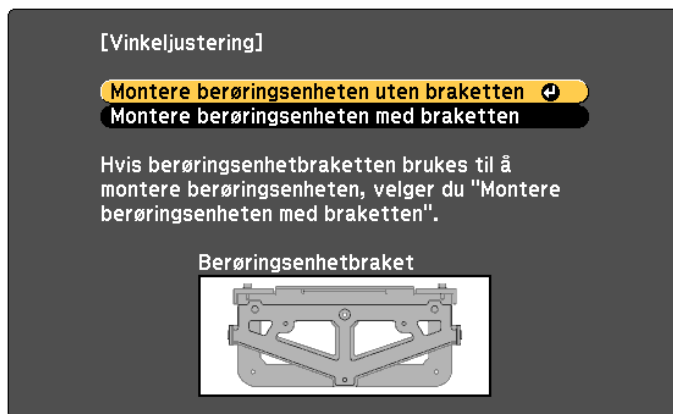 [Vinkeljustering]
Montere berøringsenheten uten braketten
Montere berøringsenheten med braketten
Hvis berøringsenhetbraketten brukes til å
montere berøringsenheten, velger du "Montere
berøringsenheten med braketten".
Berøringsenhetbraket